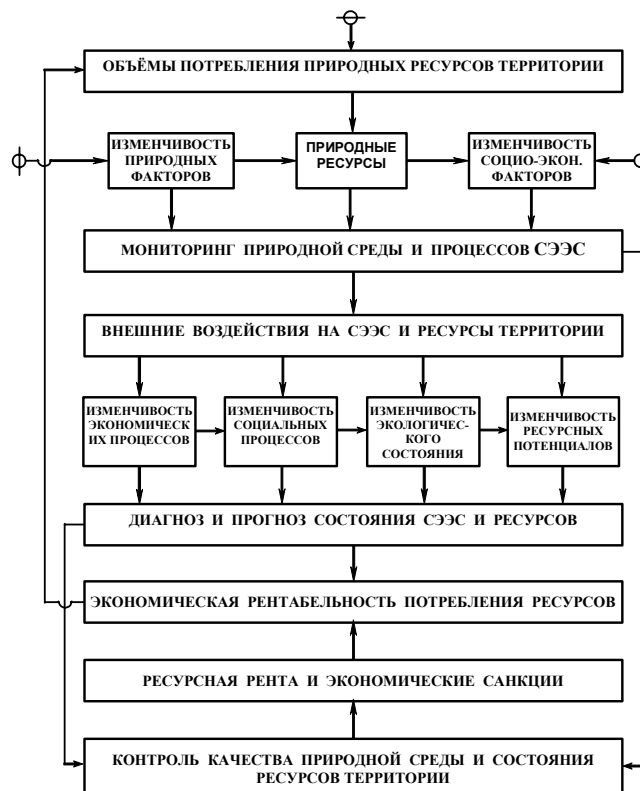 ОБЪЁМЫ ПОТРЕБЛЕНИЯ ПРИРОДНЫХ РЕСУРСОВ ТЕРРИТОРИИ
ИЗМЕНЧИВОСТЬ
ПРИРОДНЫХ
ФАКТОРОВ
ПРИРОДНЫЕ
РЕСУРСЫ
ИЗМЕНЧИВОСТЬ
СОЦИО-ЭКОН.
ФАКТОРОВ
МОНИТОРИНГ ПРИРОДНОЙ СРЕДЫ И ПРОЦЕССОВ СЭЭС
ВНЕШНИЕ ВОЗДЕЙСТВИЯ НА СЭЭС И РЕСУРСЫ ТЕРРИТОРИИ
ИЗМЕНЧИВОСТЬ
ЭКОНОМИЧЕСК
ИХ ПРОЦЕССОВ
ИЗМЕНЧИВОСТЬ
СОЦИАЛЬНЫХ
ПРОЦЕССОВ
ИЗМЕНЧИВОСТЬ
ЭКОЛОГИЧЕС-
КОГО
СОСТОЯНИЯ
ИЗМЕНЧИВОСТЬ
РЕСУРСНЫХ
ПОТЕНЦИАЛОВ
ДИАГНОЗ И ПРОГНОЗ СОСТОЯНИЯ СЭЭС И РЕСУРСОВ
ЭКОНОМИЧЕСКАЯ РЕНТАБЕЛЬНОСТЬ ПОТРЕБЛЕНИЯ РЕСУРСОВ
РЕСУРСНАЯ РЕНТА И ЭКОНОМИЧЕСКИЕ САНКЦИИ
КОНТРОЛЬ КАЧЕСТВА ПРИРОДНОЙ СРЕДЫ И СОСТОЯНИЯ
РЕСУРСОВ ТЕРРИТОРИИ